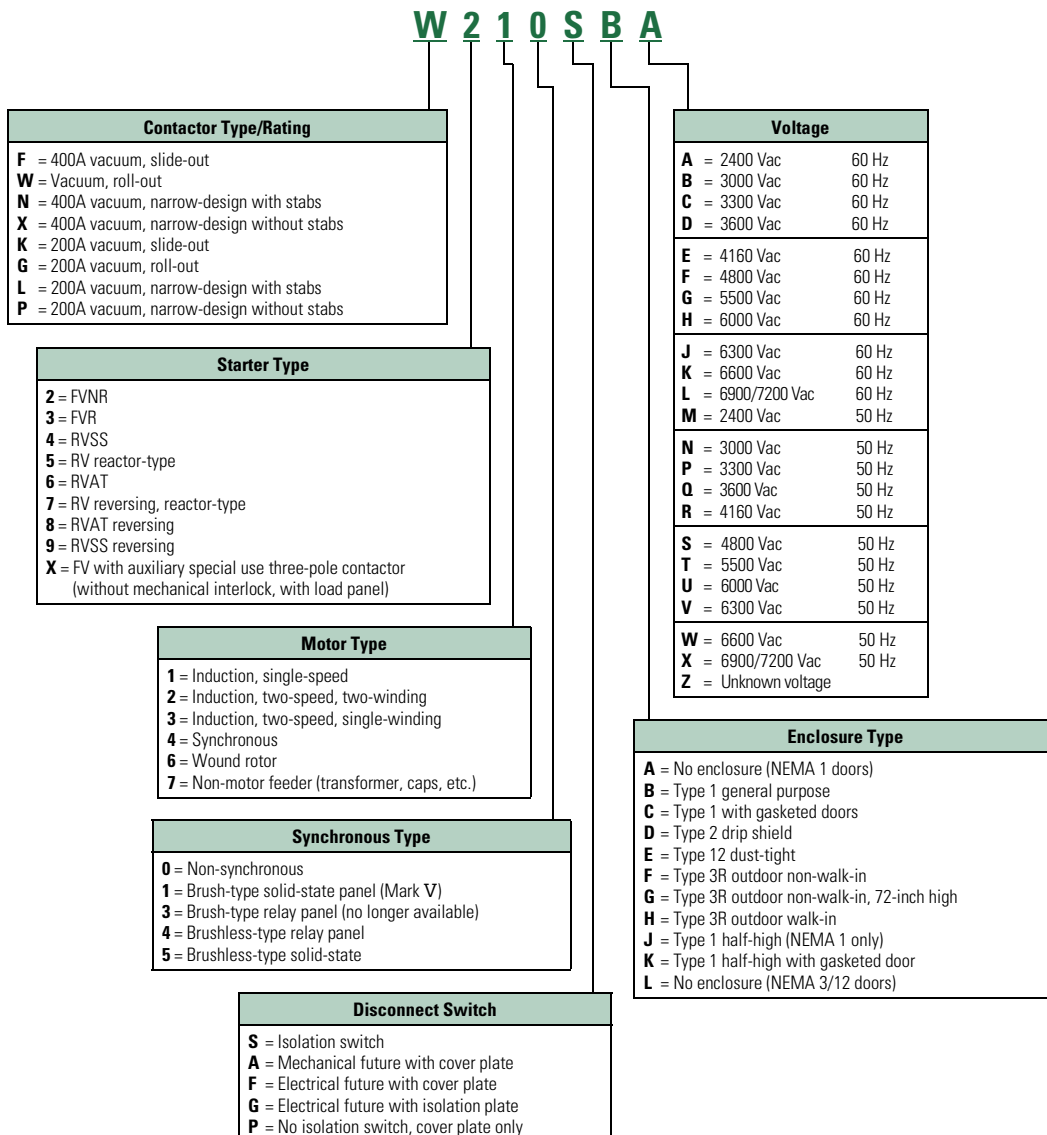 W 2 1 0 S B A
Contactor Type/Rating
F = 400A vacuum, slide-out
W = Vacuum, roll-out
N = 400A vacuum, narrow-design with stabs
X = 400A vacuum, narrow-design without stabs
K = 200A vacuum, slide-out
G = 200A vacuum, roll-out
L = 200A vacuum, narrow-design with stabs
P = 200A vacuum, narrow-design without stabs
Starter Type
2 = FVNR
3 = FVR
4 = RVSS
5 = RV reactor-type
6 = RVAT
7 = RV reversing, reactor-type
8 = RVAT reversing
9 = RVSS reversing
X = FV with auxiliary special use three-pole contactor
(without mechanical interlock, with load panel)
Motor Type
1 = Induction, single-speed
2 = Induction, two-speed, two-winding
3 = Induction, two-speed, single-winding
4 = Synchronous
6 = Wound rotor
7 = Non-motor feeder (transformer, caps, etc.)
Synchronous Type
0 = Non-synchronous
1 = Brush-type solid-state panel (Mark V)
3 = Brush-type relay panel (no longer available)
4 = Brushless-type relay panel
5 = Brushless-type solid-state
Disconnect Switch
S = Isolation switch
A = Mechanical future with cover plate
F = Electrical future with cover plate
G = Electrical future with isolation plate
P = No isolation switch, cover plate only
Voltage
A = 2400 Vac 60 Hz
B = 3000 Vac 60 Hz
C = 3300 Vac 60 Hz
D = 3600 Vac 60 Hz
E = 4160 Vac 60 Hz
F = 4800 Vac 60 Hz
G = 5500 Vac 60 Hz
H = 6000 Vac 60 Hz
J = 6300 Vac 60 Hz
K = 6600 Vac 60 Hz
L = 6900/7200 Vac 60 Hz
M = 2400 Vac 50 Hz
N = 3000 Vac 50 Hz
P = 3300 Vac 50 Hz
Q = 3600 Vac 50 Hz
R = 4160 Vac 50 Hz
S = 4800 Vac 50 Hz
T = 5500 Vac 50 Hz
U = 6000 Vac 50 Hz
V = 6300 Vac 50 Hz
W = 6600 Vac 50 Hz
X = 6900/7200 Vac 50 Hz
Z = Unknown voltage
Enclosure Type
A = No enclosure (NEMA 1 doors)
B = Type 1 general purpose
C = Type 1 with gasketed doors
D = Type 2 drip shield
E = Type 12 dust-tight
F = Type 3R outdoor non-walk-in
G = Type 3R outdoor non-walk-in, 72-inch high
H = Type 3R outdoor walk-in
J = Type 1 half-high (NEMA 1 only)
K = Type 1 half-high with gasketed door
L = No enclosure (NEMA 3/12 doors)